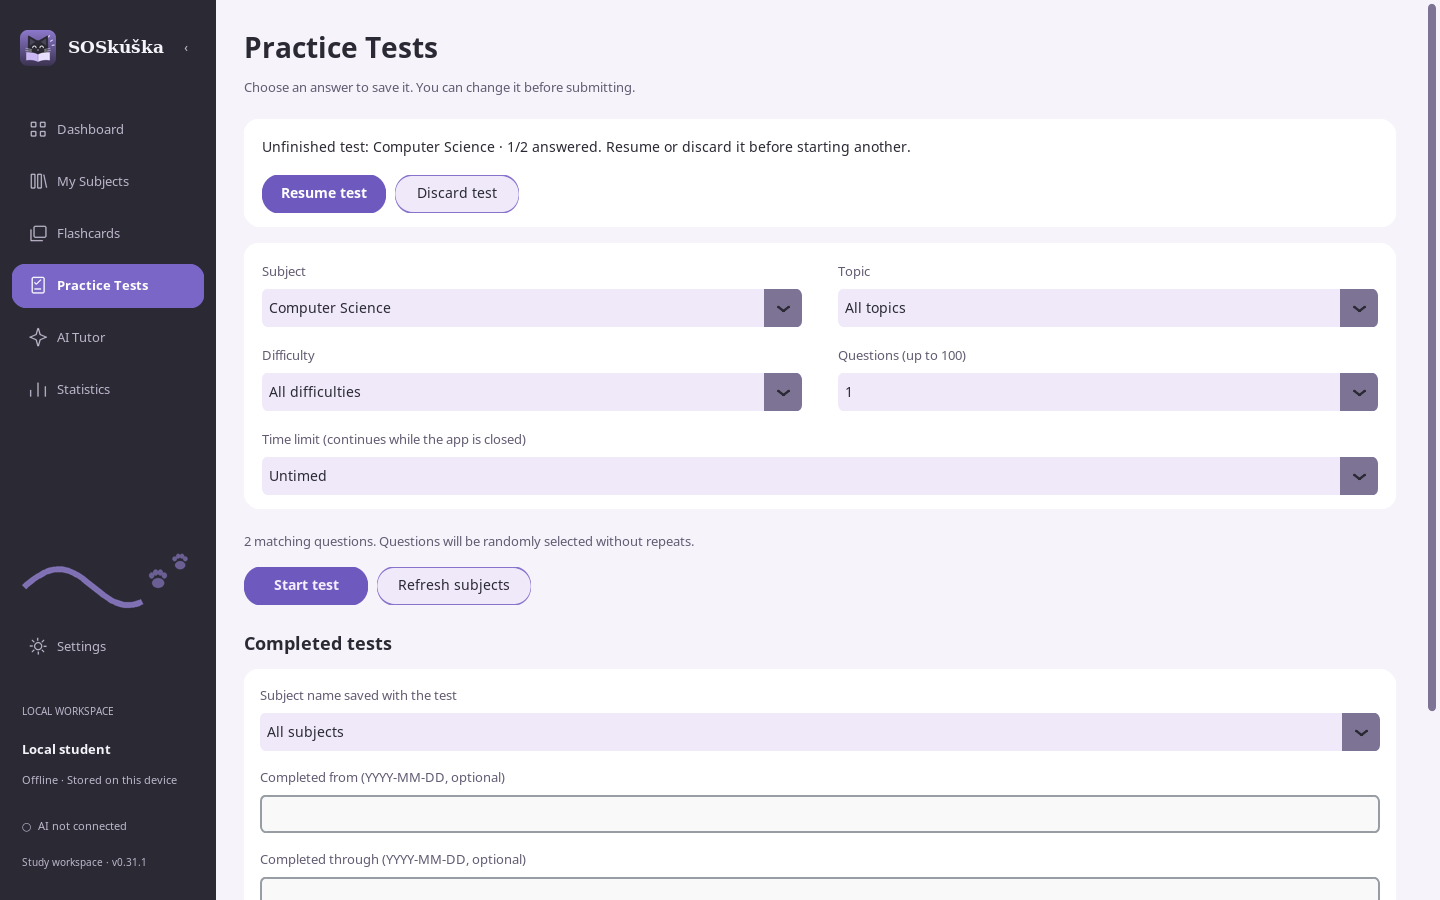 SOSkúška
Dashboard
My Subjects
Flashcards
Practice Tests
AI Tutor
Statistics
Settings
LOCAL WORKSPACE
Local student
Offline · Stored on this device
AI not connected
Study workspace · v0.31.1
Practice Tests
Choose an answer to save it. You can change it before submitting.
Unfinished test: Computer Science · 1/2 answered. Resume or discard it before starting another.
Resume test
Discard test
Subject
Topic
Computer Science
All topics
Difficulty
Questions (up to 100)
All difficulties
1
Time limit (continues while the app is closed)
Untimed
2 matching questions. Questions will be randomly selected without repeats.
Start test
Refresh subjects
Completed tests
Subject name saved with the test
All subjects
Completed from (YYYY-MM-DD, optional)
Completed through (YYYY-MM-DD, optional)